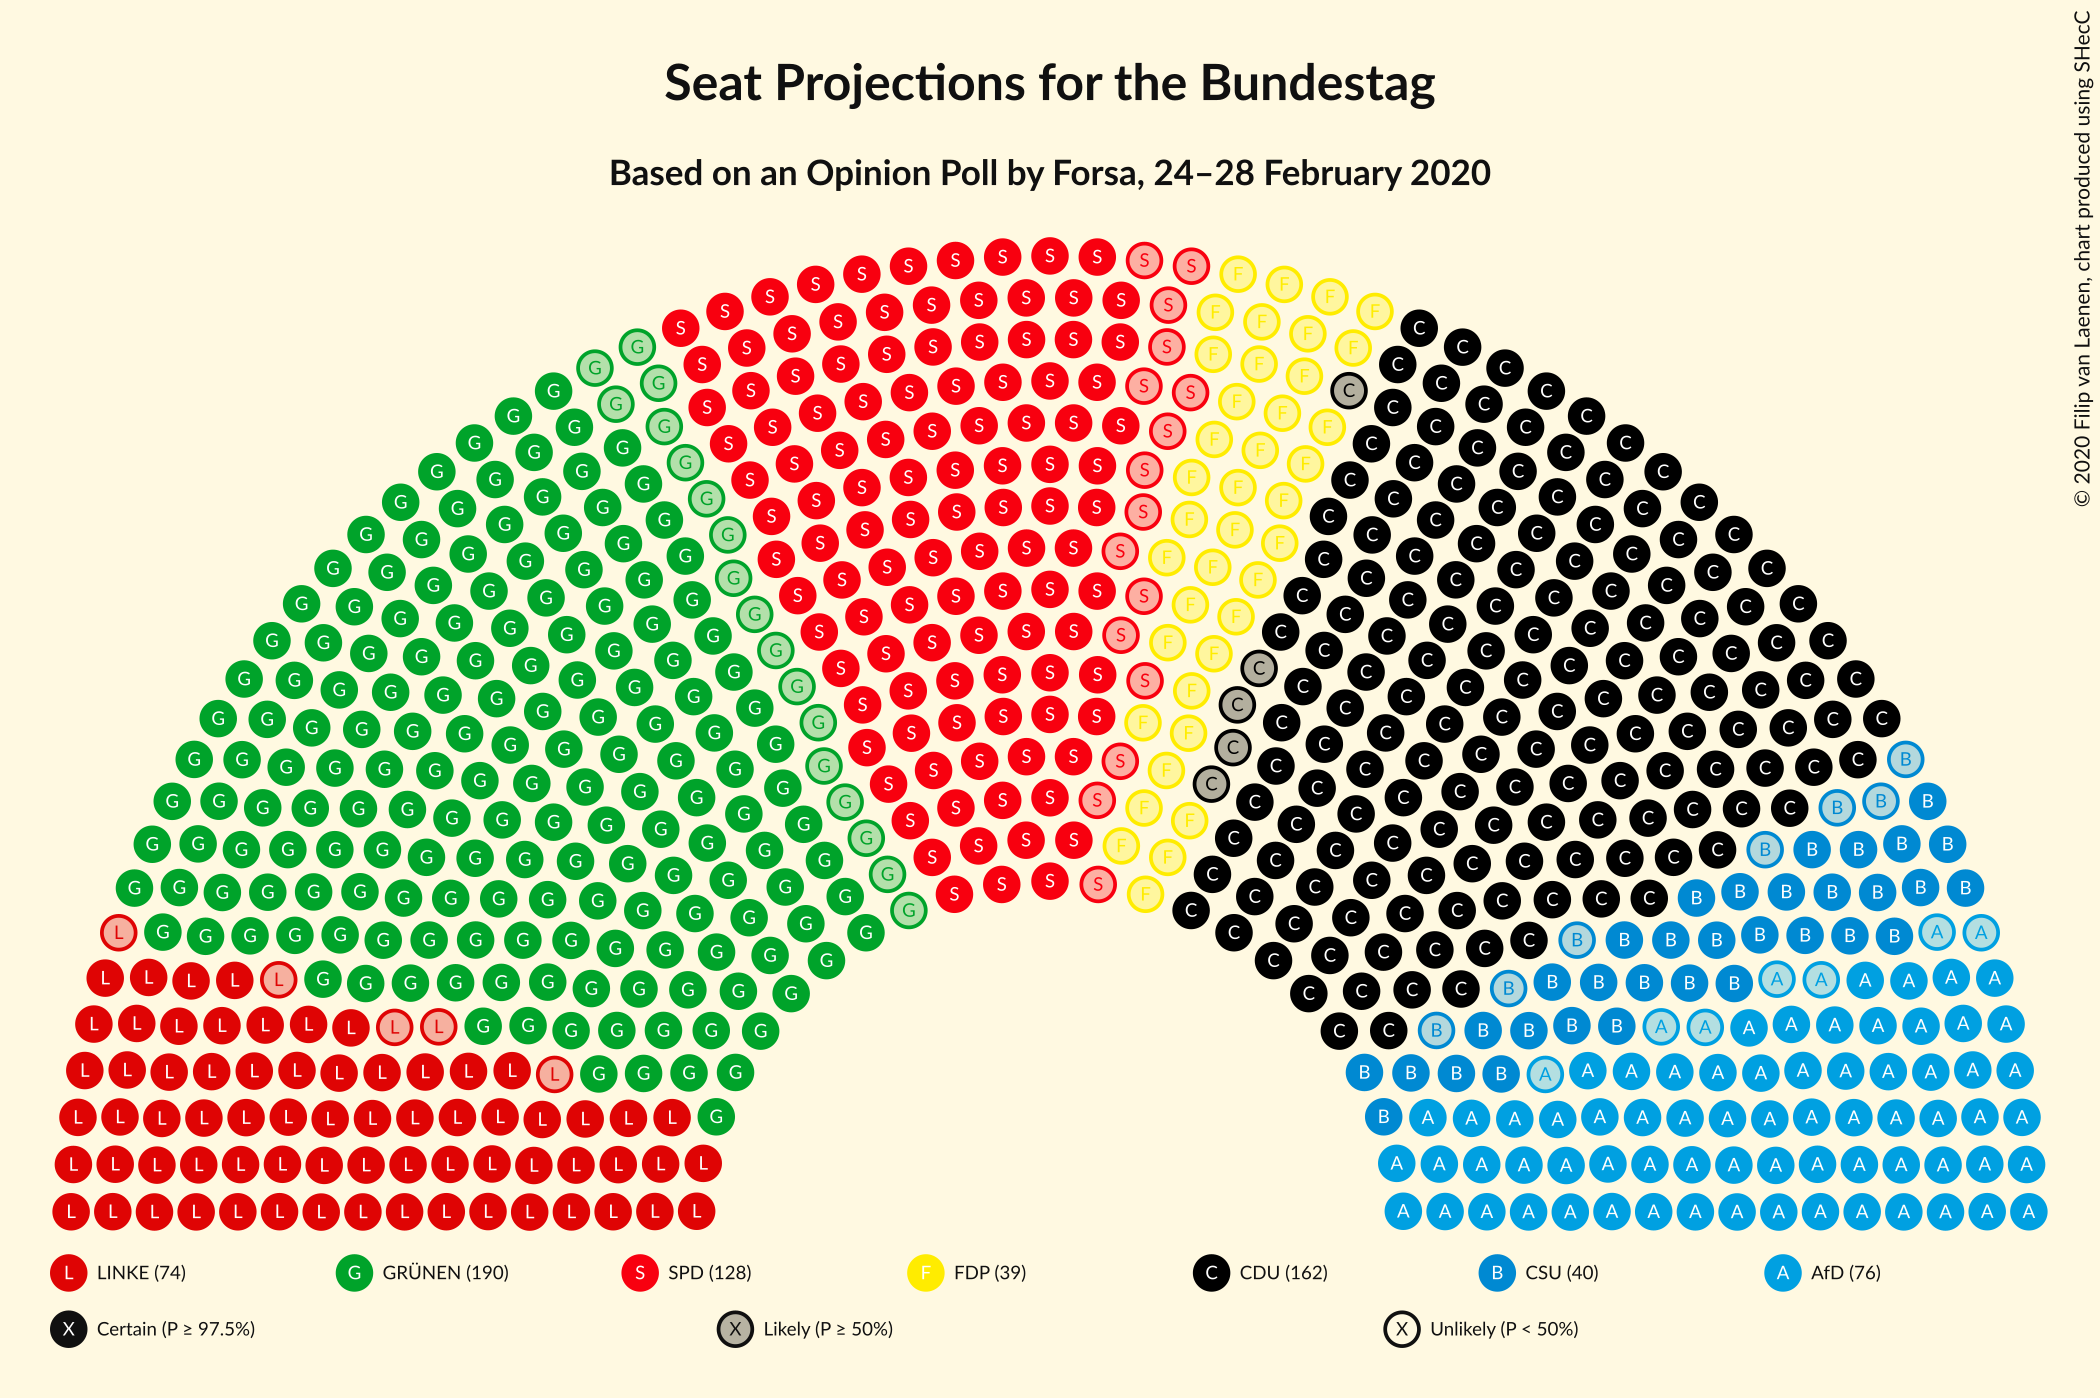 Seat Projections for the Bundestag
Based on an Opinion Poll by Forsa, 24–28 February 2020
© 2020 Filip van Laenen, chart produced using SHecC
L LINKE (74)
G GRÜNEN (190)
S SPD (128)
F FDP (39)
C CDU (162)
B CSU (40)
A AfD (76)
X Certain (P ≥ 97.5%)
X Likely (P ≥ 50%)
X Unlikely (P < 50%)